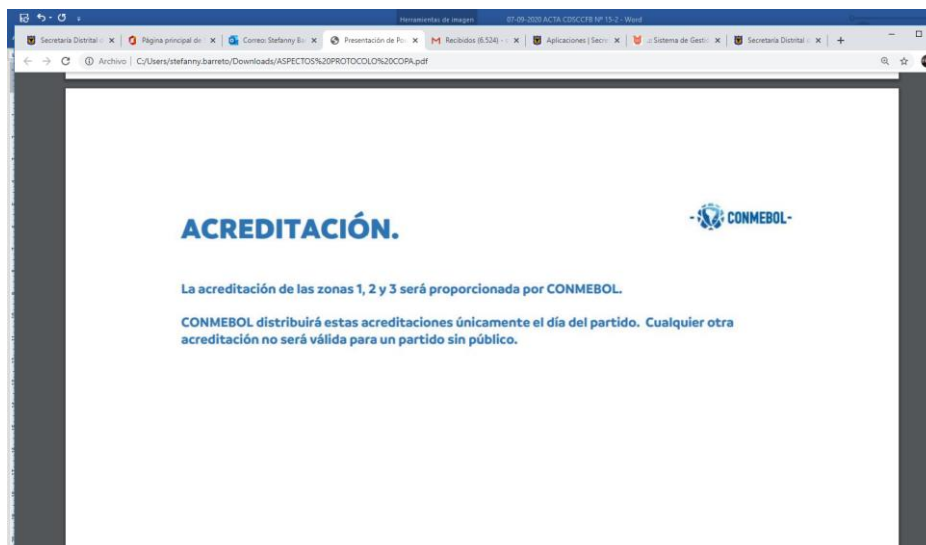 Herramientas de imagen
07-09-2020 ACTA CDSCCFB Nº 15-2 - Word
Secretaría Distrital
Página principal de
Correo: Stefanny Ba
Presentación de Po
Recibidos (6.524) -
Aplicaciones | Secre
.: Sistema de Gesti
Secretaría Distrital
Archivo | C:/Users/stefanny.barreto/Downloads/ASPECTOS%20PROTOCOLO%20COPA.pdf
ACREDITACIÓN.
- CONMEBOL-
La acreditación de las zonas 1, 2 y 3 será proporcionada por CONMEBOL.
CONMEBOL distribuirá estas acreditaciones únicamente el día del partido. Cualquier otra
acreditación no será válida para un partido sin público.